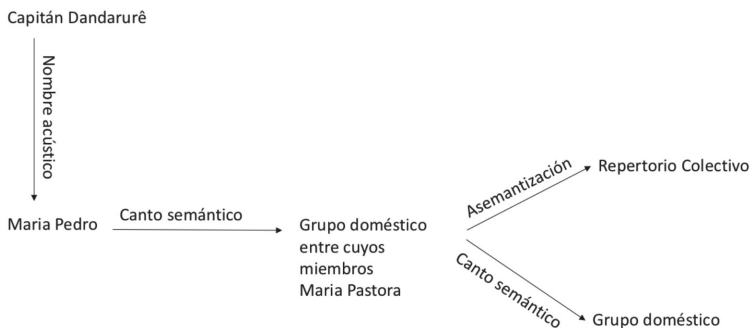 Capitán Dandarurê
Nombre acústico
Maria Pedro
Canto semántico
Grupo doméstico
entre cuyos
miembros
Maria Pastora
Asemantización
Repertorio Colectivo
Canto semántico
Grupo doméstico